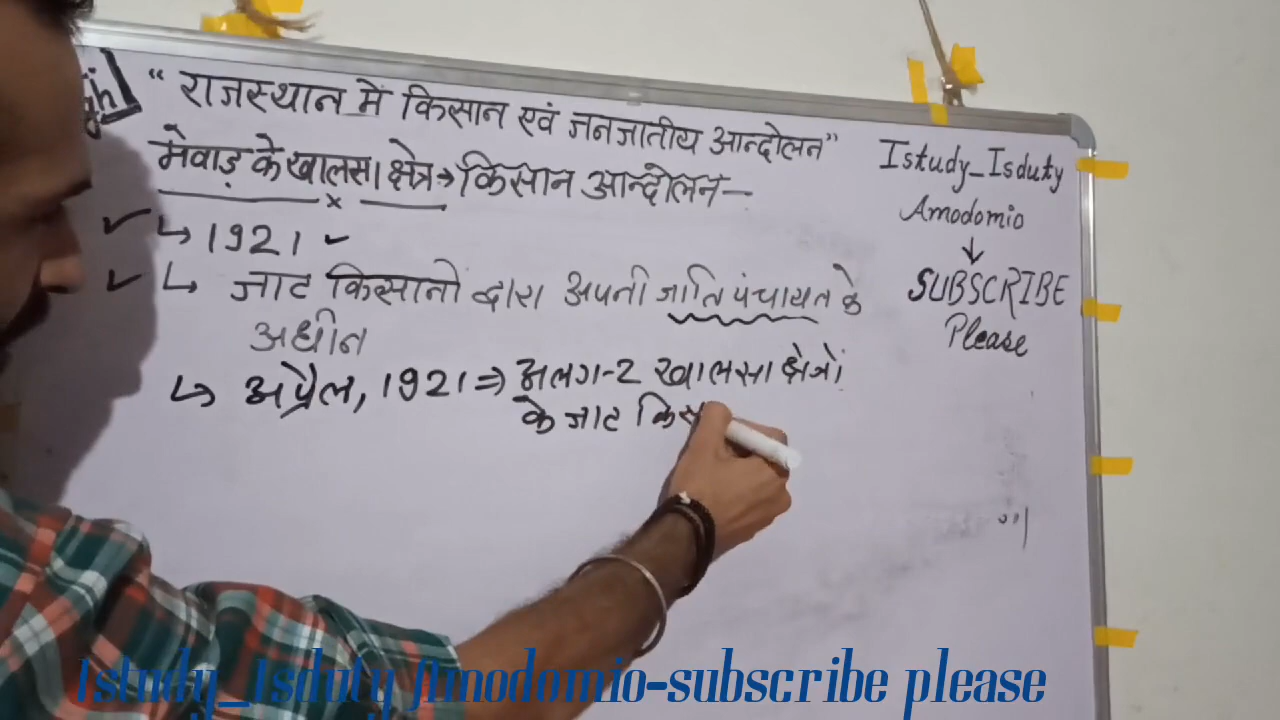 “राजस्थान में किसान एवं जनजातीय आन्दोलन”
मेवाड़ के खालसा क्षेत्र→किसान आन्दोलन-
↳ 1921
↳ जाट किसानो द्वारा अपनी जाति पंचायत के
अधीन
↳ अप्रैल, 1921 ⇒ अलग-2 खालसा क्षेत्रों
के जाट किस
Istudy_Isduty
Amodomio
↓
SUBSCRIBE
Please
Istudy_Isduty Amodomio-subscribe please